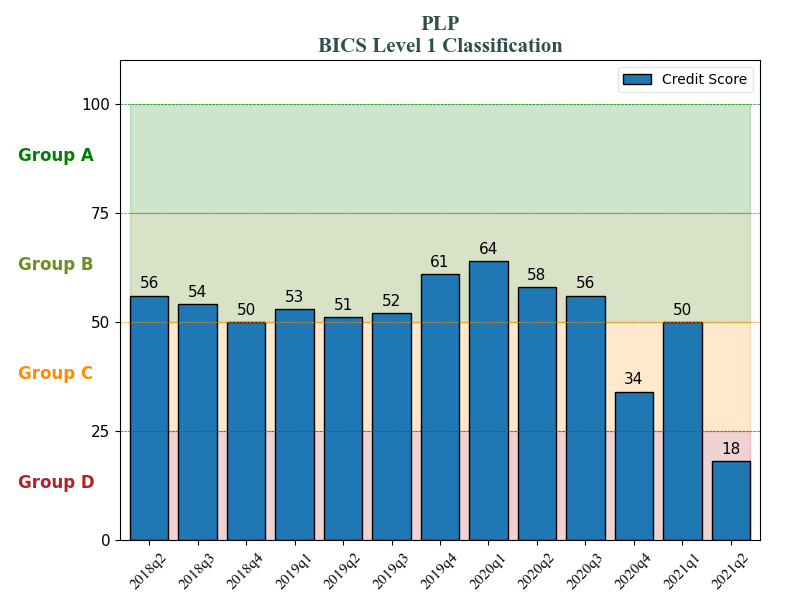 PLP
BICS Level 1 Classification
Credit Score
100
Group A
75
Group B
50
Group C
25
Group D
0
56
54
50
53
51
52
61
64
58
56
34
50
18
2018q2
2018q3
2018q4
2019q1
2019q2
2019q3
2019q4
2020q1
2020q2
2020q3
2020q4
2021q1
2021q2